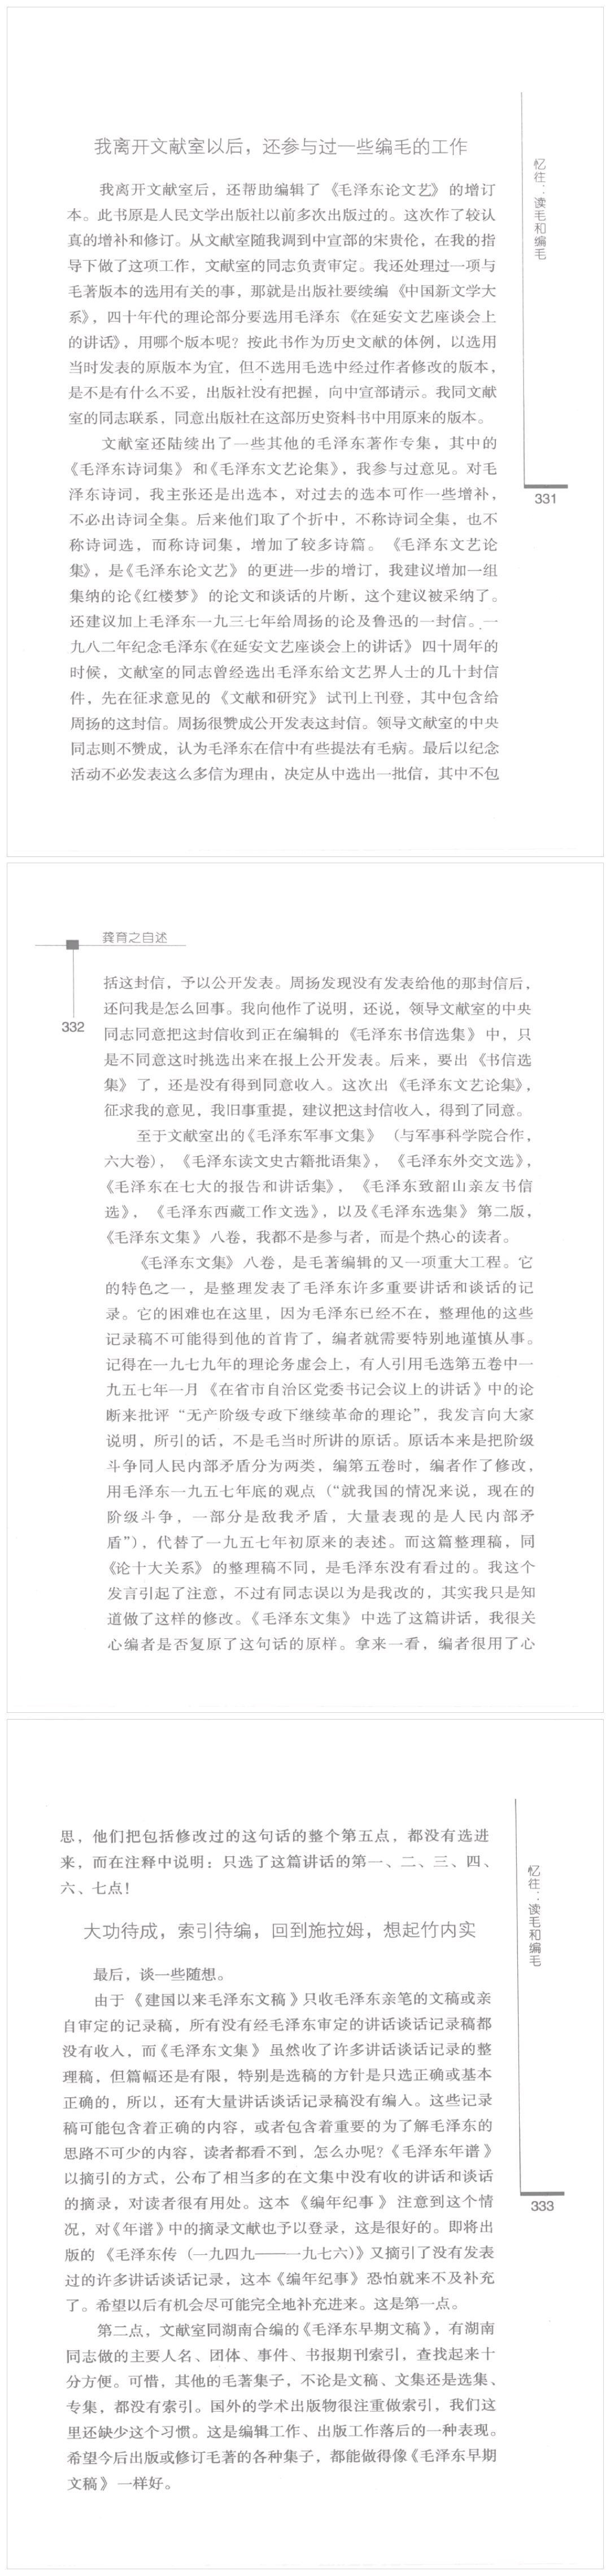 我离开文献室以后，还参与过一些编毛的工作
我离开文献室后，还帮助编辑了《毛泽东论文艺》的增订
本。此书原是人民文学出版社以前多次出版过的。这次作了较认
真的增补和修订。从文献室随我调到中宣部的宋贵伦，在我的指
导下做了这项工作，文献室的同志负责审定。我还处理过一项与
毛著版本的选用有关的事，那就是出版社要续编《中国新文学大
系》，四十年代的理论部分要选用毛泽东《在延安文艺座谈会上
的讲话》，用哪个版本呢？按此书作为历史文献的体例，以选用
当时发表的原版本为宜，但不选用毛选中经过作者修改的版本，
是不是有什么不妥，出版社没有把握，向中宣部请示。我同文献
室的同志联系，同意出版社在这部历史资料书中用原来的版本。
文献室还陆续出了一些其他的毛泽东著作专集，其中的
《毛泽东诗词集》和《毛泽东文艺论集》，我参与过意见。对毛
泽东诗词，我主张还是出选本，对过去的选本可作一些增补，
不必出诗词全集。后来他们取了个折中，不称诗词全集，也不
称诗词选，而称诗词集，增加了较多诗篇。《毛泽东文艺论
集》，是《毛泽东论文艺》的更进一步的增订，我建议增加一组
集纳的论《红楼梦》的论文和谈话的片断，这个建议被采纳了。
还建议加上毛泽东一九三七年给周扬的论及鲁迅的一封信。一
九八二年纪念毛泽东《在延安文艺座谈会上的讲话》四十周年的
时候，文献室的同志曾经选出毛泽东给文艺界人士的几十封信
件，先在征求意见的《文献和研究》试刊上刊登，其中包含给
周扬的这封信。周扬很赞成公开发表这封信。领导文献室的中央
同志则不赞成，认为毛泽东在信中有些提法有毛病。最后以纪念
活动不必发表这么多信为理由，决定从中选出一批信，其中不包
忆往：读毛和编毛
331
龚育之自述
332
括这封信，予以公开发表。周扬发现没有发表给他的那封信后，
还问我是怎么回事。我向他作了说明，还说，领导文献室的中央
同志同意把这封信收到正在编辑的《毛泽东书信选集》中，只
是不同意这时挑选出来在报上公开发表。后来，要出《书信选
集》了，还是没有得到同意收入。这次出《毛泽东文艺论集》，
征求我的意见，我旧事重提，建议把这封信收入，得到了同意。
至于文献室出的《毛泽东军事文集》（与军事科学院合作，
六大卷），《毛泽东读文史古籍批语集》，《毛泽东外交文选》，
《毛泽东在七大的报告和讲话集》，《毛泽东致韶山亲友书信
选》，《毛泽东西藏工作文选》，以及《毛泽东选集》第二版，
《毛泽东文集》八卷，我都不是参与者，而是个热心的读者。
《毛泽东文集》八卷，是毛著编辑的又一项重大工程。它
的特色之一，是整理发表了毛泽东许多重要讲话和谈话的记
录。它的困难也在这里，因为毛泽东已经不在，整理他的这些
记录稿不可能得到他的首肯了，编者就需要特别地谨慎从事。
记得在一九七九年的理论务虚会上，有人引用毛选第五卷中一
九五七年一月《在省市自治区党委书记会议上的讲话》中的论
断来批评“无产阶级专政下继续革命的理论”，我发言向大家
说明，所引的话，不是毛当时所讲的原话。原话本来是把阶级
斗争同人民内部矛盾分为两类，编第五卷时，编者作了修改，
用毛泽东一九五七年底的观点（“就我国的情况来说，现在的
阶级斗争，一部分是敌我矛盾，大量表现的是人民内部矛
盾”），代替了一九五七年初原来的表述。而这篇整理稿，同
《论十大关系》的整理稿不同，是毛泽东没有看过的。我这个
发言引起了注意，不过有同志误以为是我改的，其实我只是知
道做了这样的修改。《毛泽东文集》中选了这篇讲话，我很关
心编者是否复原了这句话的原样。拿来一看，编者很用了心
思，他们把包括修改过的这句话的整个第五点，都没有选进
来，而在注释中说明：只选了这篇讲话的第一、二、三、四、
六、七点！
大功待成，索引待编，回到施拉姆，想起竹内实
最后，谈一些随想。
由于《建国以来毛泽东文稿》只收毛泽东亲笔的文稿或亲
自审定的记录稿，所有没有经毛泽东审定的讲话谈话记录稿都
没有收入，而《毛泽东文集》虽然收了许多讲话谈话记录的整
理稿，但篇幅还是有限，特别是选稿的方针是只选正确或基本
正确的，所以，还有大量讲话谈话记录稿没有编入。这些记录
稿可能包含着正确的内容，或者包含着重要的为了解毛泽东的
思路不可少的内容，读者都看不到，怎么办呢？《毛泽东年谱》
以摘引的方式，公布了相当多的在文集中没有收的讲话和谈话
的摘录，对读者很有用处。这本《编年纪事》注意到这个情
况，对《年谱》中的摘录文献也予以登录，这是很好的。即将出
版的《毛泽东传（一九四九——一九七六）》又摘引了没有发表
过的许多讲话谈话记录，这本《编年纪事》恐怕就来不及补充
了。希望以后有机会尽可能完全地补充进来。这是第一点。
第二点，文献室同湖南合编的《毛泽东早期文稿》，有湖南
同志做的主要人名、团体、事件、书报期刊索引，查找起来十
分方便。可惜，其他的毛著集子，不论是文稿、文集还是选集、
专集，都没有索引。国外的学术出版物很注重做索引，我们这
里还缺少这个习惯。这是编辑工作、出版工作落后的一种表现。
希望今后出版或修订毛著的各种集子，都能做得像《毛泽东早期
文稿》一样好。
忆往：读毛和编毛
333